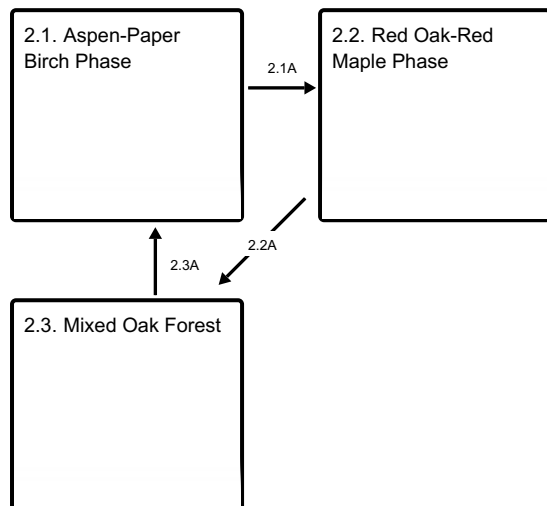 2.1. Aspen-Paper
Birch Phase
2.1A
2.2. Red Oak-Red
Maple Phase
2.2A
2.3A
2.3. Mixed Oak Forest